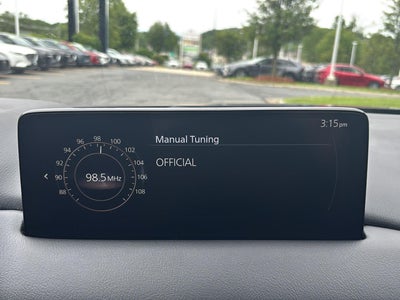 3:15pm
Manual Tuning
OFFICIAL
98
96 100
94 102
92 104
90 106
88 108
98.5 MHz